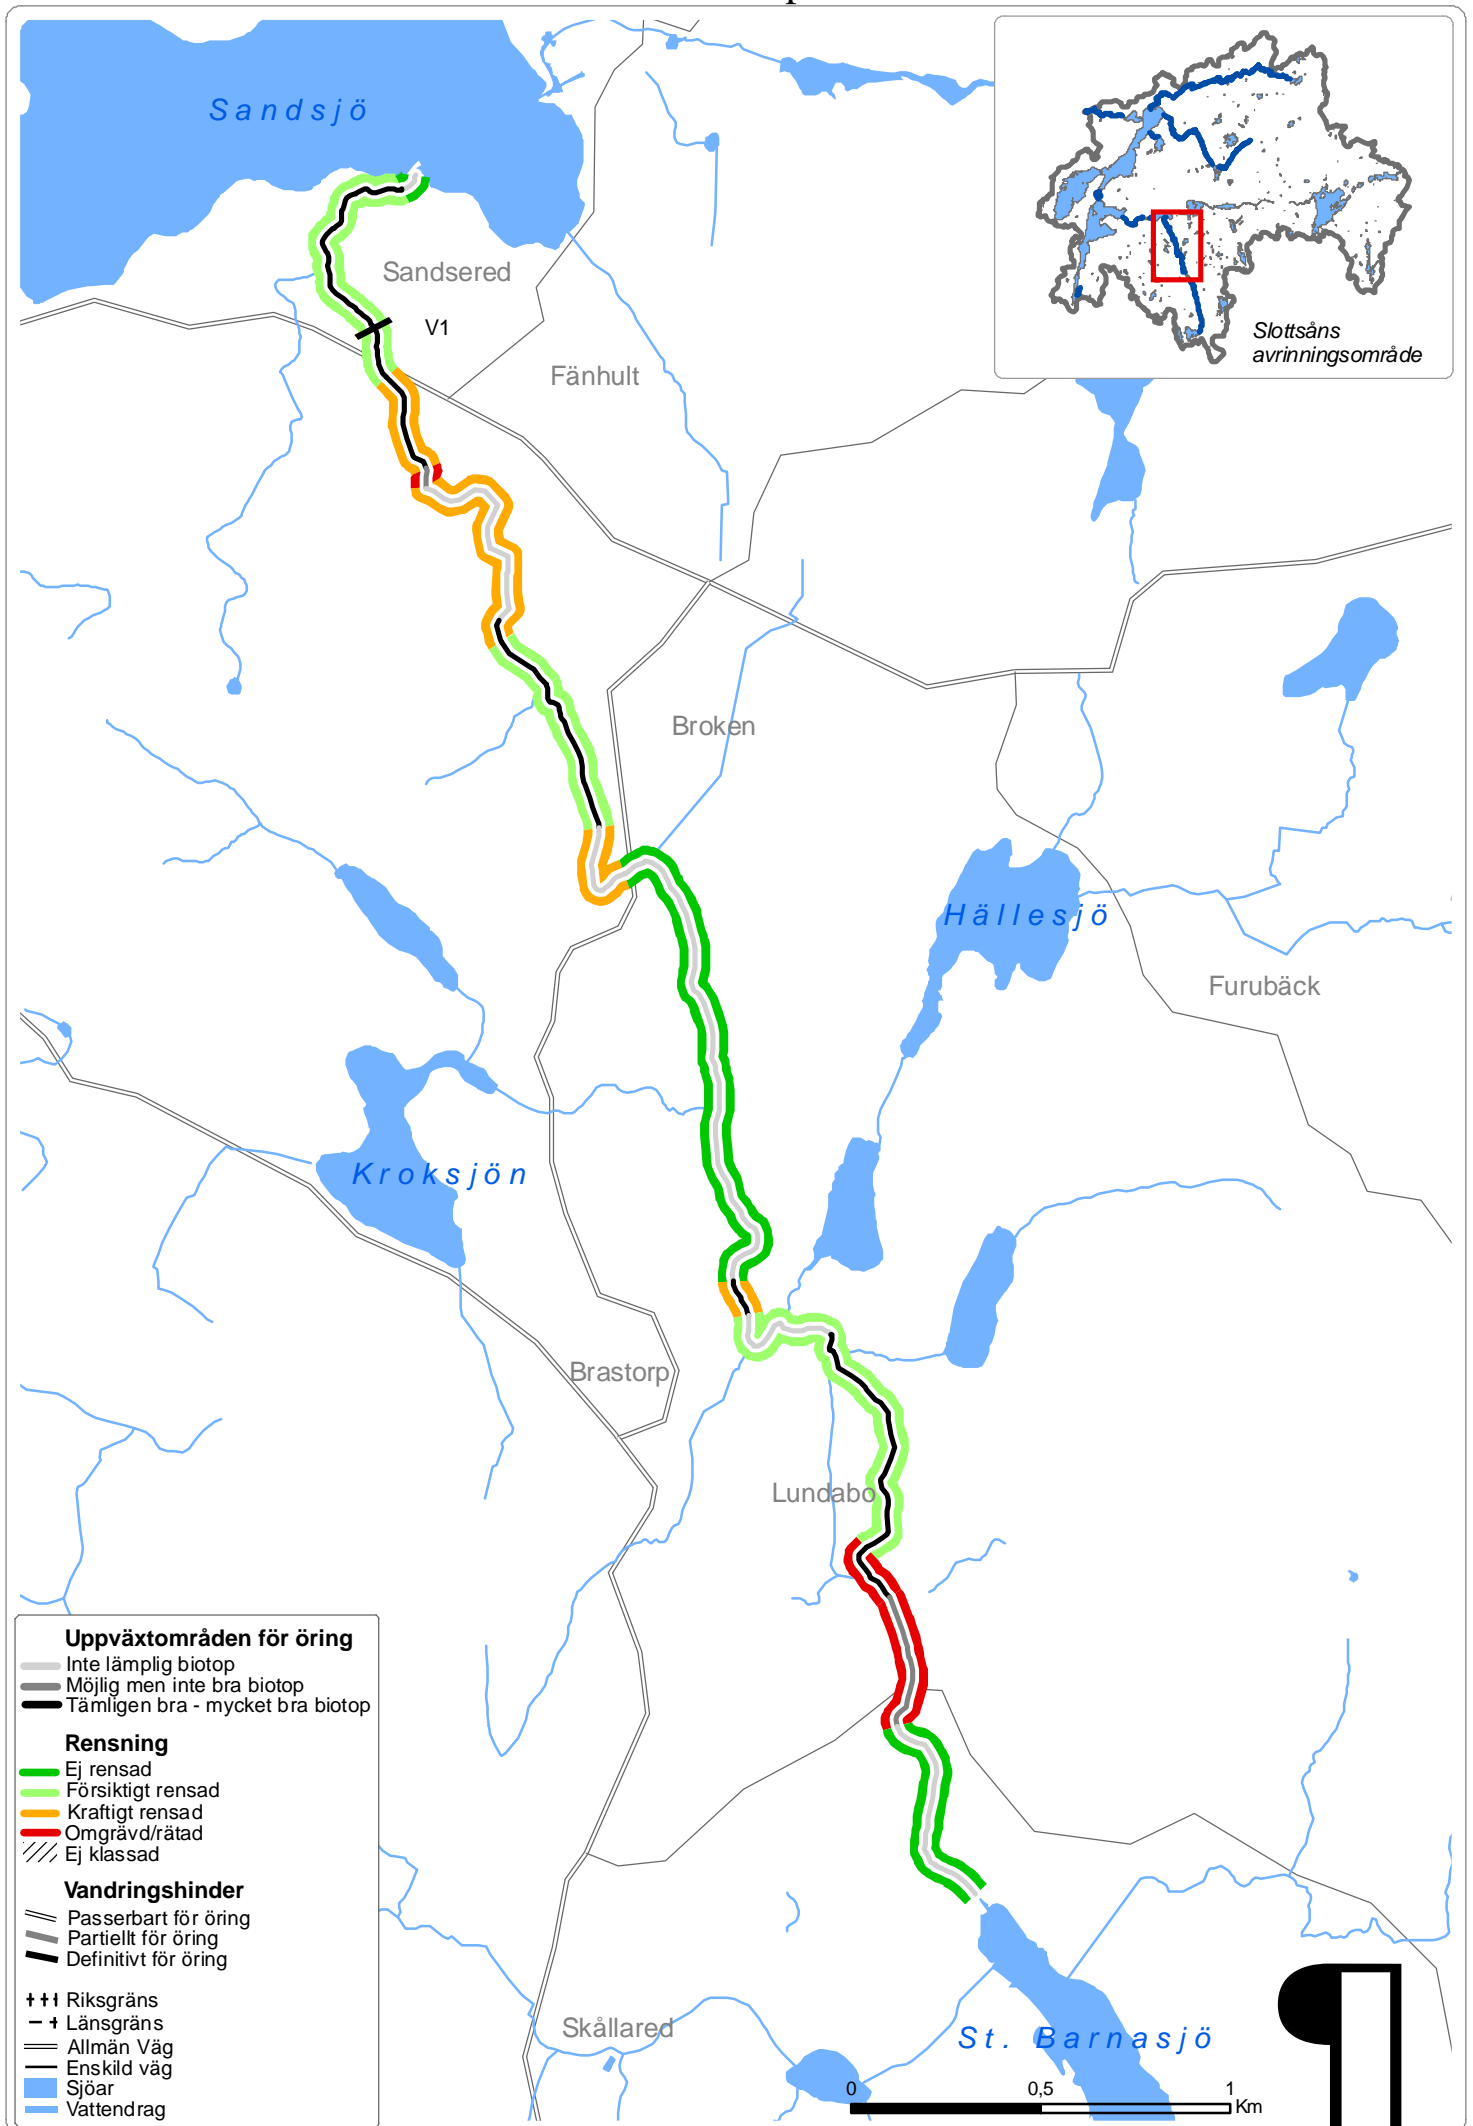 Sandsjö
Slottsåns
avrinningsområde
Sandsered
V1
Fänhult
Broken
Hällesjö
Furubäck
Kroksjön
Brastorp
Lundabo
Uppväxtområden för öring
Inte lämplig biotop
Möjlig men inte bra biotop
Tämligen bra - mycket bra biotop
Rensning
Ej rensad
Försiktigt rensad
Kraftigt rensad
Omgrävd/rätad
Ej klassad
Vandringshinder
Passerbart för öring
Partiellt för öring
Definitivt för öring
Riksgräns
Länsgräns
Allmän Väg
Enskild väg
Sjöar
Vattendrag
Skållared
St. Barnasjö
0 0,5 1
Km